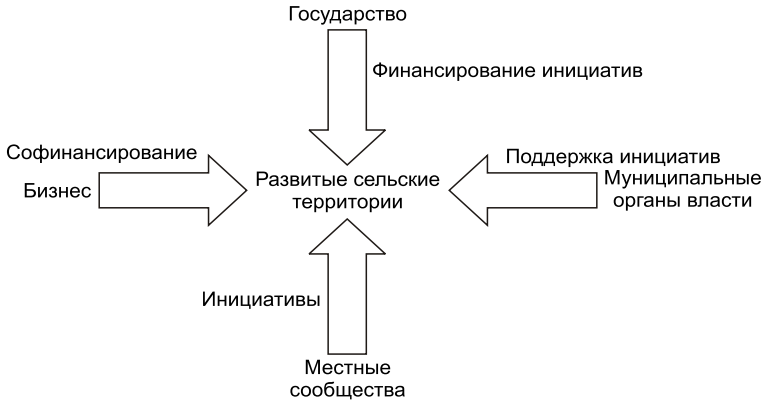 Государство
Финансирование инициатив
Софинансирование
Бизнес
Развитые сельские
территории
Поддержка инициатив
Муниципальные
органы власти
Инициативы
Местные
сообщества